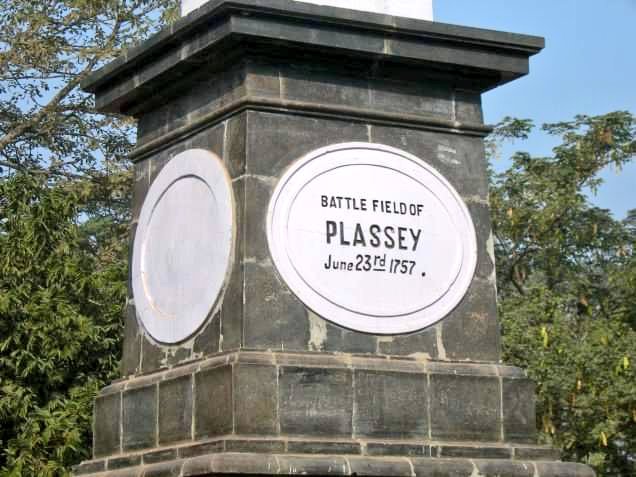 BATTLE FIELD OF
PLASSEY
June 23rd 1757.